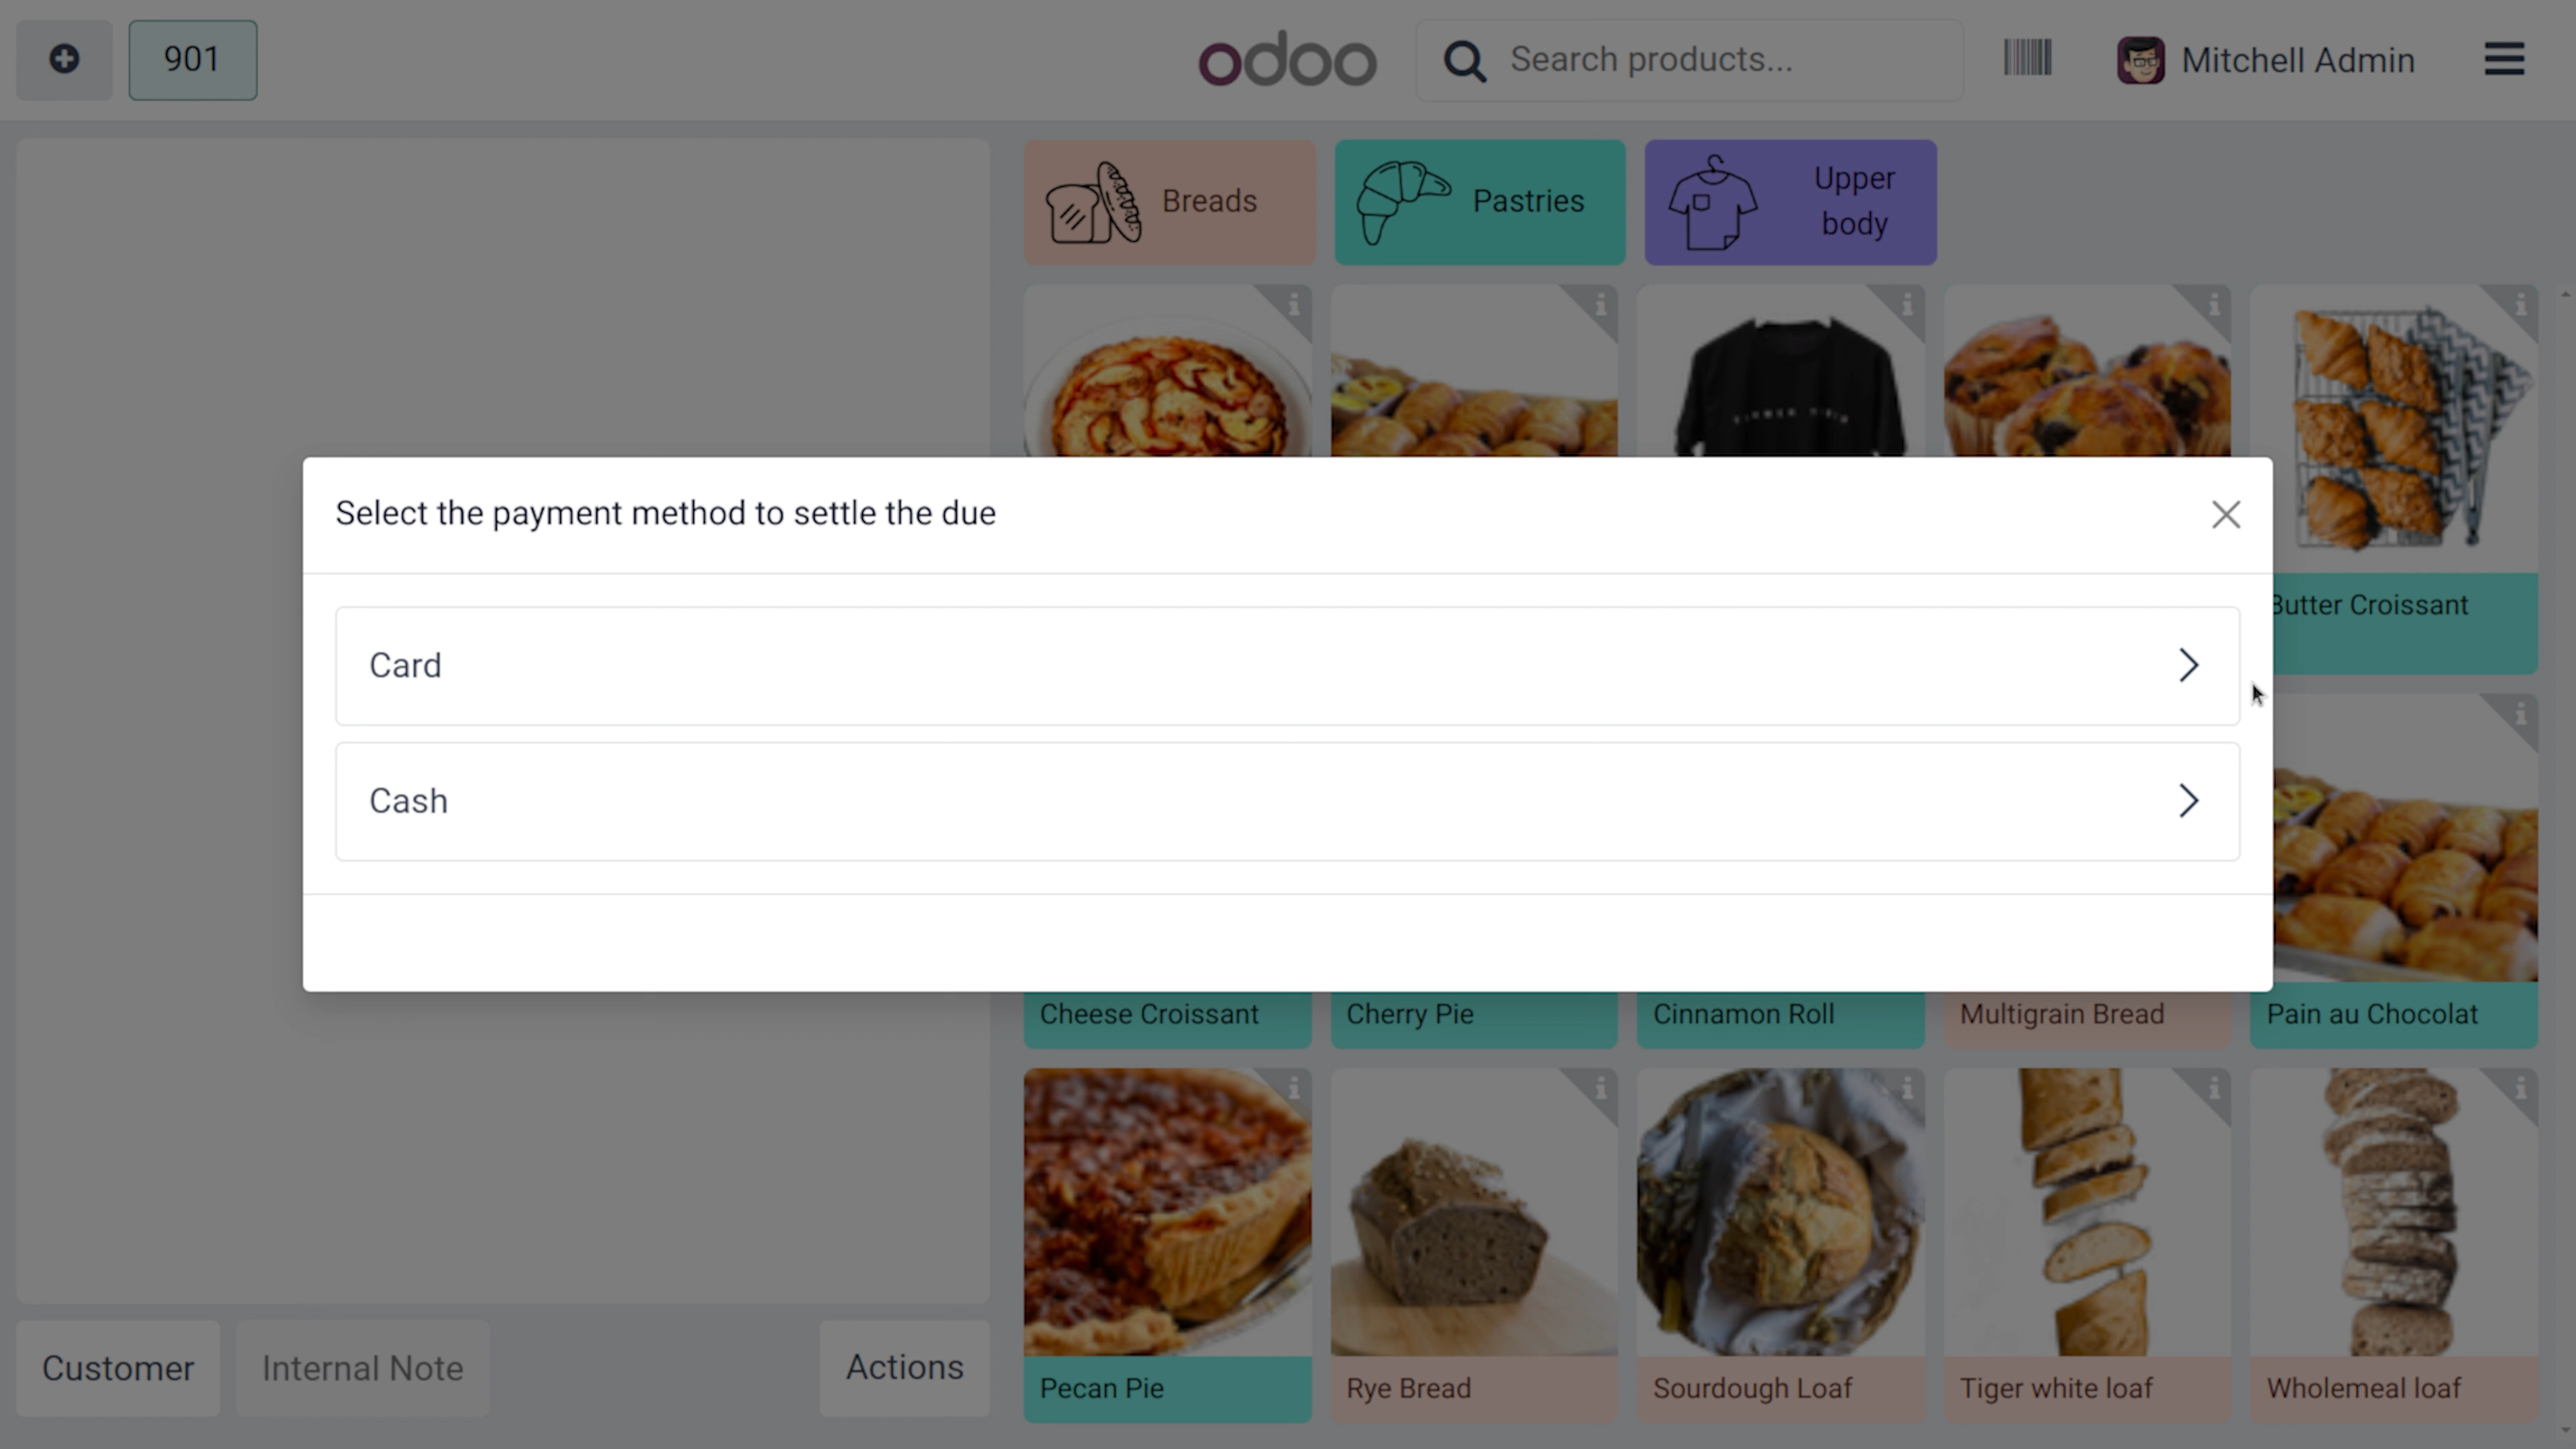 901
odoo
Search products...
Mitchell Admin
Breads
Pastries
Upper
body
Select the payment method to settle the due
Card
Cash
Butter Croissant
Cheese Croissant
Cherry Pie
Cinnamon Roll
Multigrain Bread
Pain au Chocolat
Pecan Pie
Rye Bread
Sourdough Loaf
Tiger white loaf
Wholemeal loaf
Customer
Internal Note
Actions